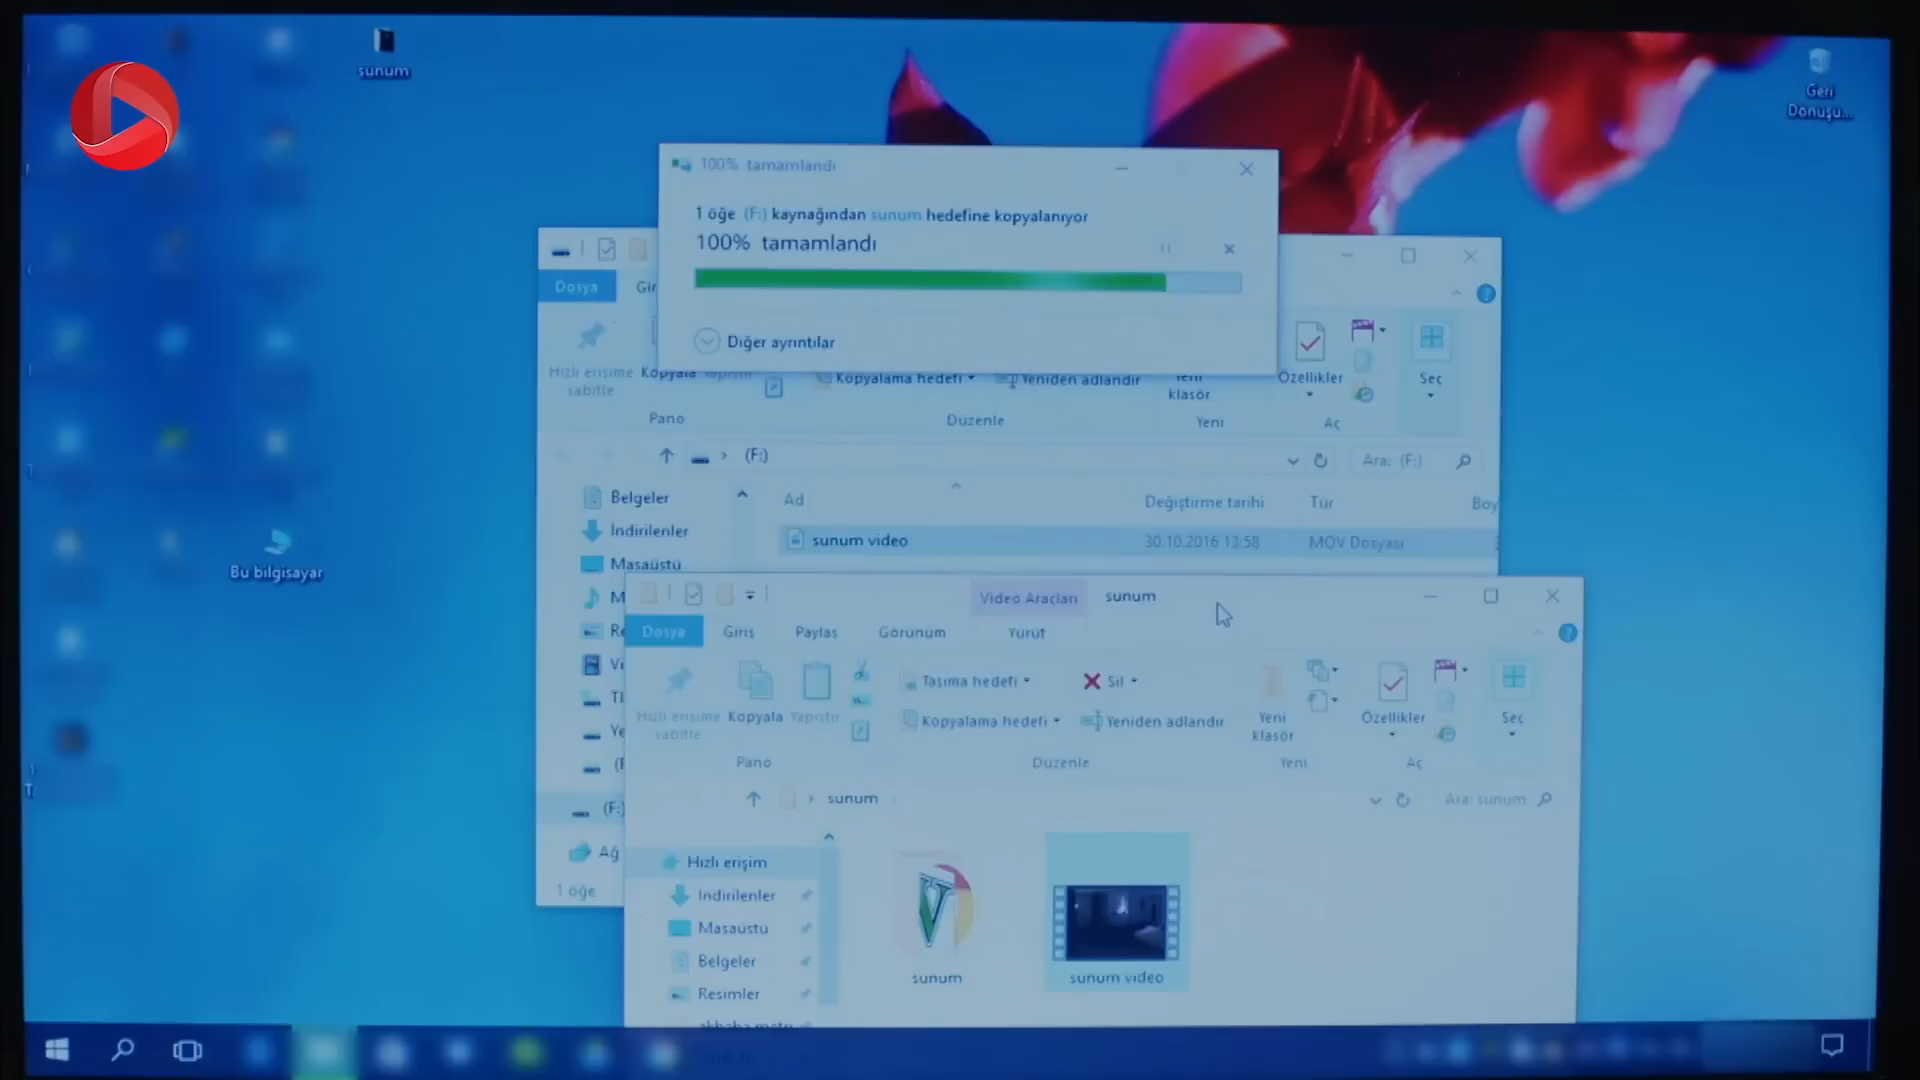 sunum
Geri
Dönüşü...
100% tamamlandı
1 öğe (F:) kaynağından sunum hedefine kopyalanıyor
100% tamamlandı
Diğer ayrıntılar
Dosya
Hızlı erişime
sabitle
Kopyala
Yapıştır
Kopyalama hedefi
Yeniden adlandır
Yeni
klasör
Özellikler
Seç
Pano
Düzenle
Yeni
Aç
(F:)
Ara: (F:)
Ad
Değiştirme tarihi
Tür
Belgeler
İndirilenler
Masaüstü
sunum video
30.10.2016 13:58
MOV Dosyası
Bu bilgisayar
(F:)
Ağ
1 öğe
Video Araçları
sunum
Dosya
Giriş
Paylaş
Görünüm
Yürüt
Hızlı erişime
sabitle
Kopyala
Yapıştır
Taşıma hedefi
Kopyalama hedefi
Sil
Yeniden adlandır
Yeni
klasör
Özellikler
Seç
Pano
Düzenle
Yeni
Aç
sunum
Ara: sunum
Hızlı erişim
İndirilenler
Masaüstü
Belgeler
Resimler
sunum
sunum video